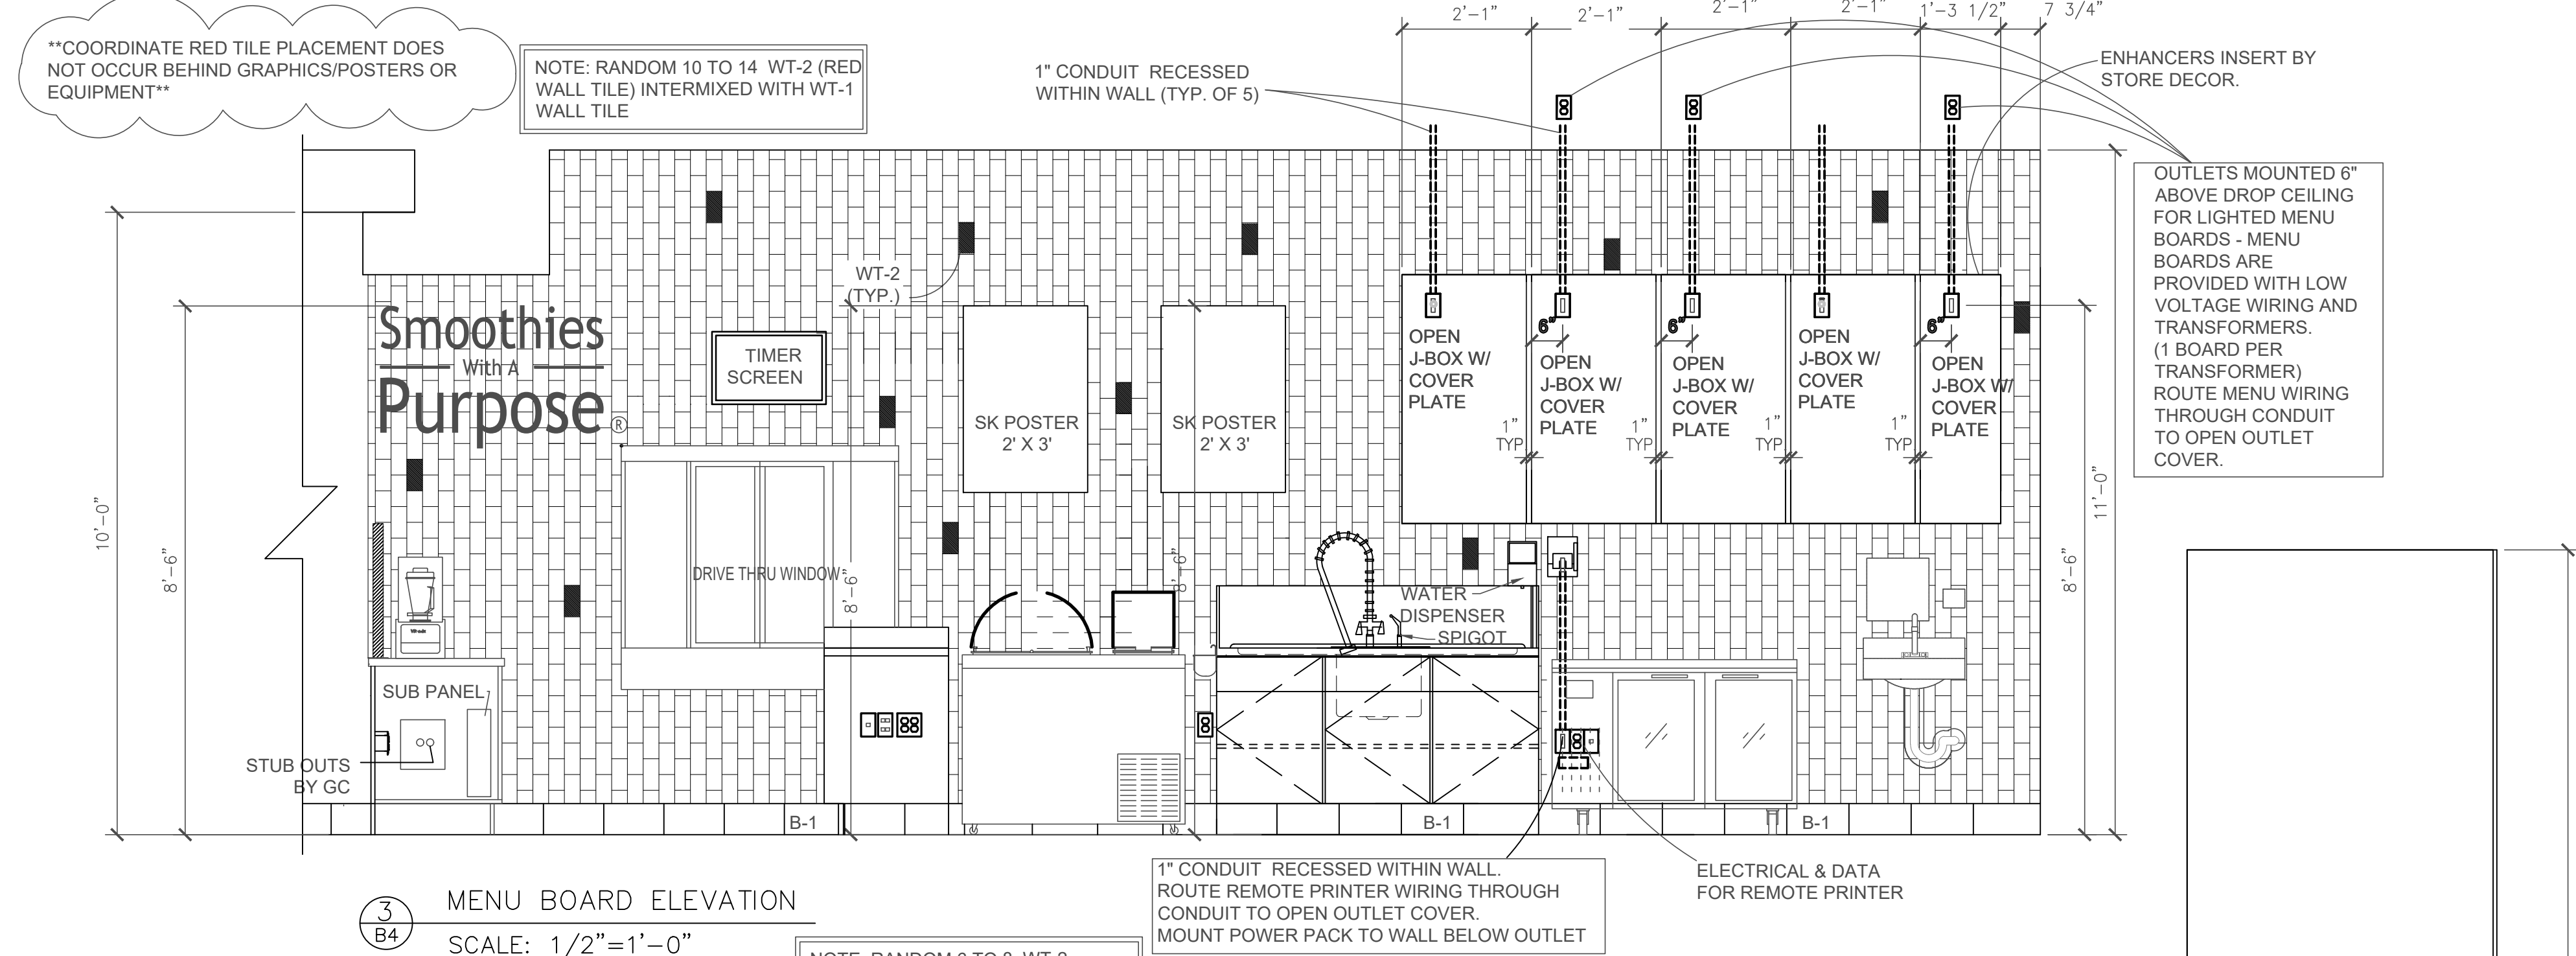 **COORDINATE RED TILE PLACEMENT DOES
NOT OCCUR BEHIND GRAPHICS/POSTERS OR
EQUIPMENT**
NOTE: RANDOM 10 TO 14 WT-2 (RED
WALL TILE) INTERMIXED WITH WT-1
WALL TILE
1" CONDUIT RECESSED
WITHIN WALL (TYP. OF 5)
2'-1"
2'-1"
2'-1"
2'-1"
1'-3 1/2"
7 3/4"
ENHANCERS INSERT BY
STORE DECOR.
OUTLETS MOUNTED 6"
ABOVE DROP CEILING
FOR LIGHTED MENU
BOARDS - MENU
BOARDS ARE
PROVIDED WITH LOW
VOLTAGE WIRING AND
TRANSFORMERS.
(1 BOARD PER
TRANSFORMER)
ROUTE MENU WIRING
THROUGH CONDUIT
TO OPEN OUTLET
COVER.
10'-0"
8'-6"
Smoothies
With A
Purpose®
WT-2
(TYP.)
TIMER
SCREEN
SK POSTER
2' X 3'
SK POSTER
2' X 3'
OPEN
J-BOX W/
COVER
PLATE
1"
TYP
6"
OPEN
J-BOX W/
COVER
PLATE
1"
TYP
6"
OPEN
J-BOX W/
COVER
PLATE
1"
TYP
OPEN
J-BOX W/
COVER
PLATE
1"
TYP
6"
OPEN
J-BOX W/
COVER
PLATE
DRIVE THRU WINDOW
8'-6"
8'-6"
8'-6"
11'-0"
WATER
DISPENSER
SPIGOT
SUB PANEL
STUB OUTS
BY GC
B-1
B-1
B-1
1" CONDUIT RECESSED WITHIN WALL.
ROUTE REMOTE PRINTER WIRING THROUGH
CONDUIT TO OPEN OUTLET COVER.
MOUNT POWER PACK TO WALL BELOW OUTLET
ELECTRICAL & DATA
FOR REMOTE PRINTER
3
B4
MENU BOARD ELEVATION
SCALE: 1/2"=1'-0"
NOTE: RANDOM 6 TO 8 WT-2